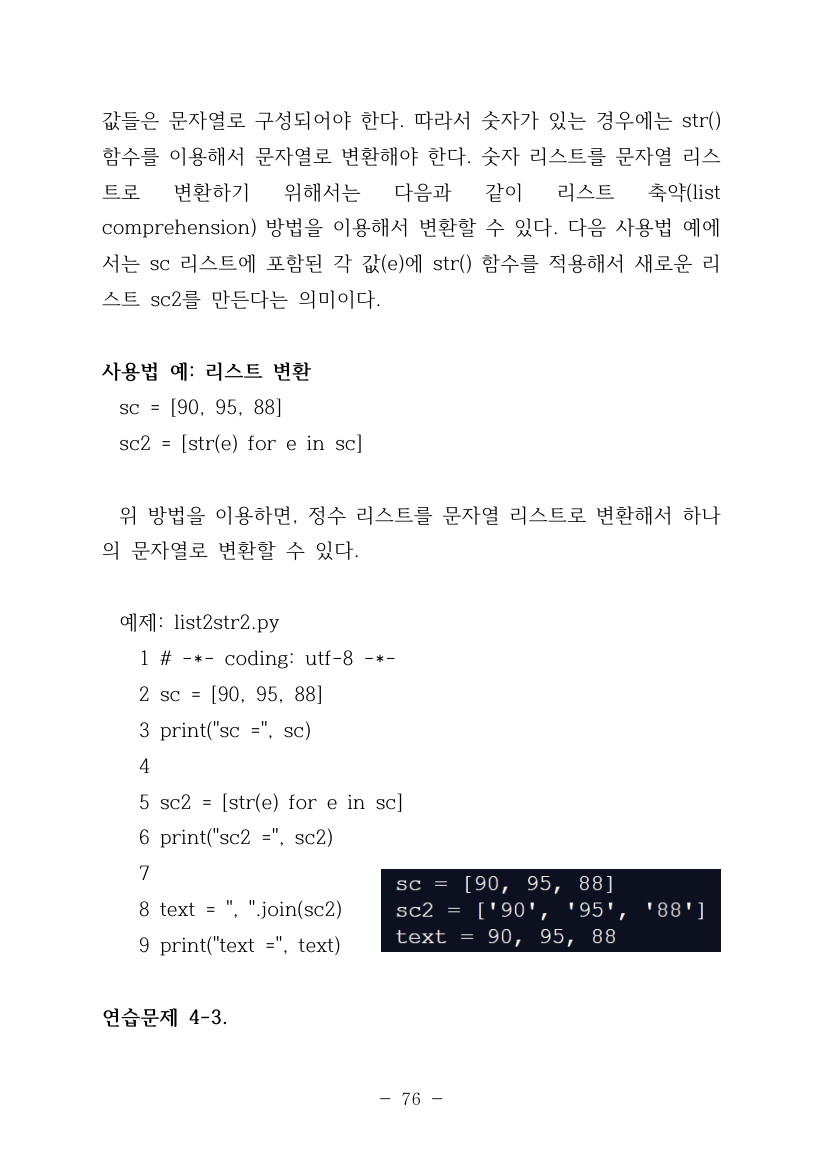 값들은 문자열로 구성되어야 한다. 따라서 숫자가 있는 경우에는 str()
함수를 이용해서 문자열로 변환해야 한다. 숫자 리스트를 문자열 리스
트로 변환하기 위해서는 다음과 같이 리스트 축약(list
comprehension) 방법을 이용해서 변환할 수 있다. 다음 사용법 예에
서는 sc 리스트에 포함된 각 값(e)에 str() 함수를 적용해서 새로운 리
스트 sc2를 만든다는 의미이다.
사용법 예: 리스트 변환
sc = [90, 95, 88]
sc2 = [str(e) for e in sc]
위 방법을 이용하면, 정수 리스트를 문자열 리스트로 변환해서 하나
의 문자열로 변환할 수 있다.
예제: list2str2.py
1 # -*- coding: utf-8 -*-
2 sc = [90, 95, 88]
3 print("sc =", sc)
4
5 sc2 = [str(e) for e in sc]
6 print("sc2 =", sc2)
7
8 text = ", ".join(sc2)
9 print("text =", text)
sc = [90, 95, 88]
sc2 = ['90', '95', '88']
text = 90, 95, 88
연습문제 4-3.
- 76 -